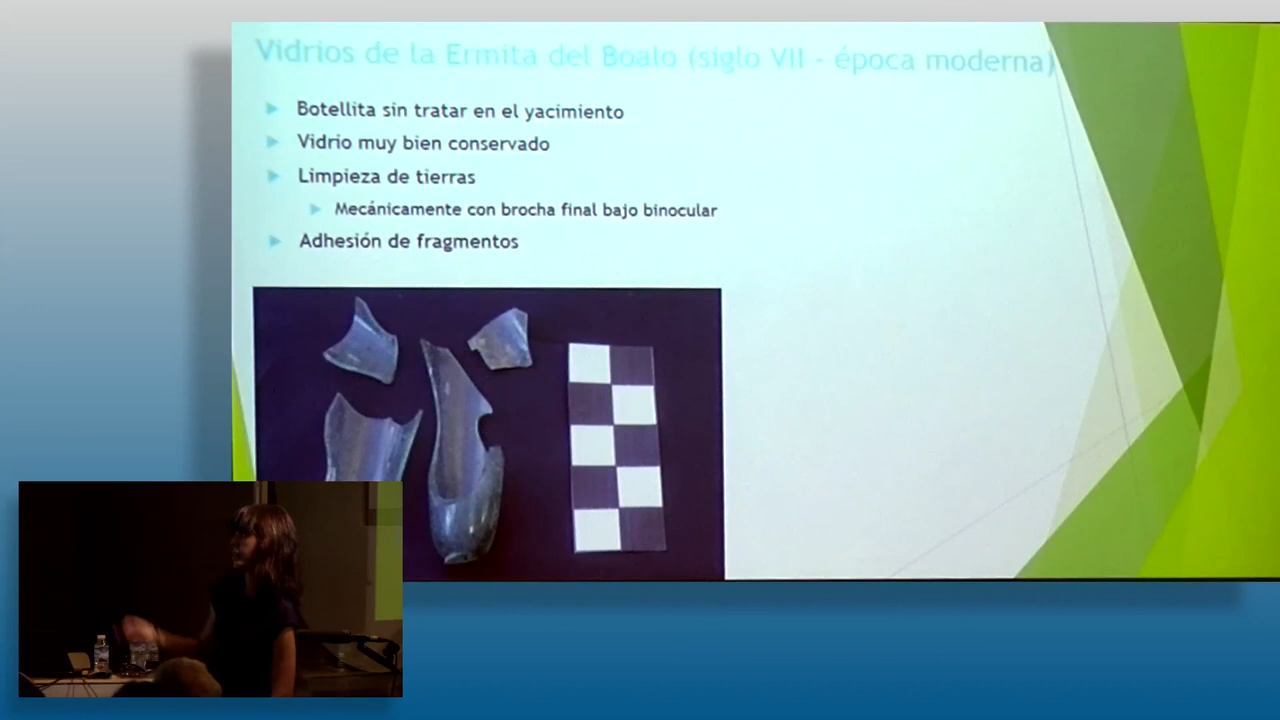 Vidrios de la Ermita del Boalo (siglo VII - época moderna)
Botellita sin tratar en el yacimiento
Vidrio muy bien conservado
Limpieza de tierras
Mecánicamente con brocha final bajo binocular
Adhesión de fragmentos